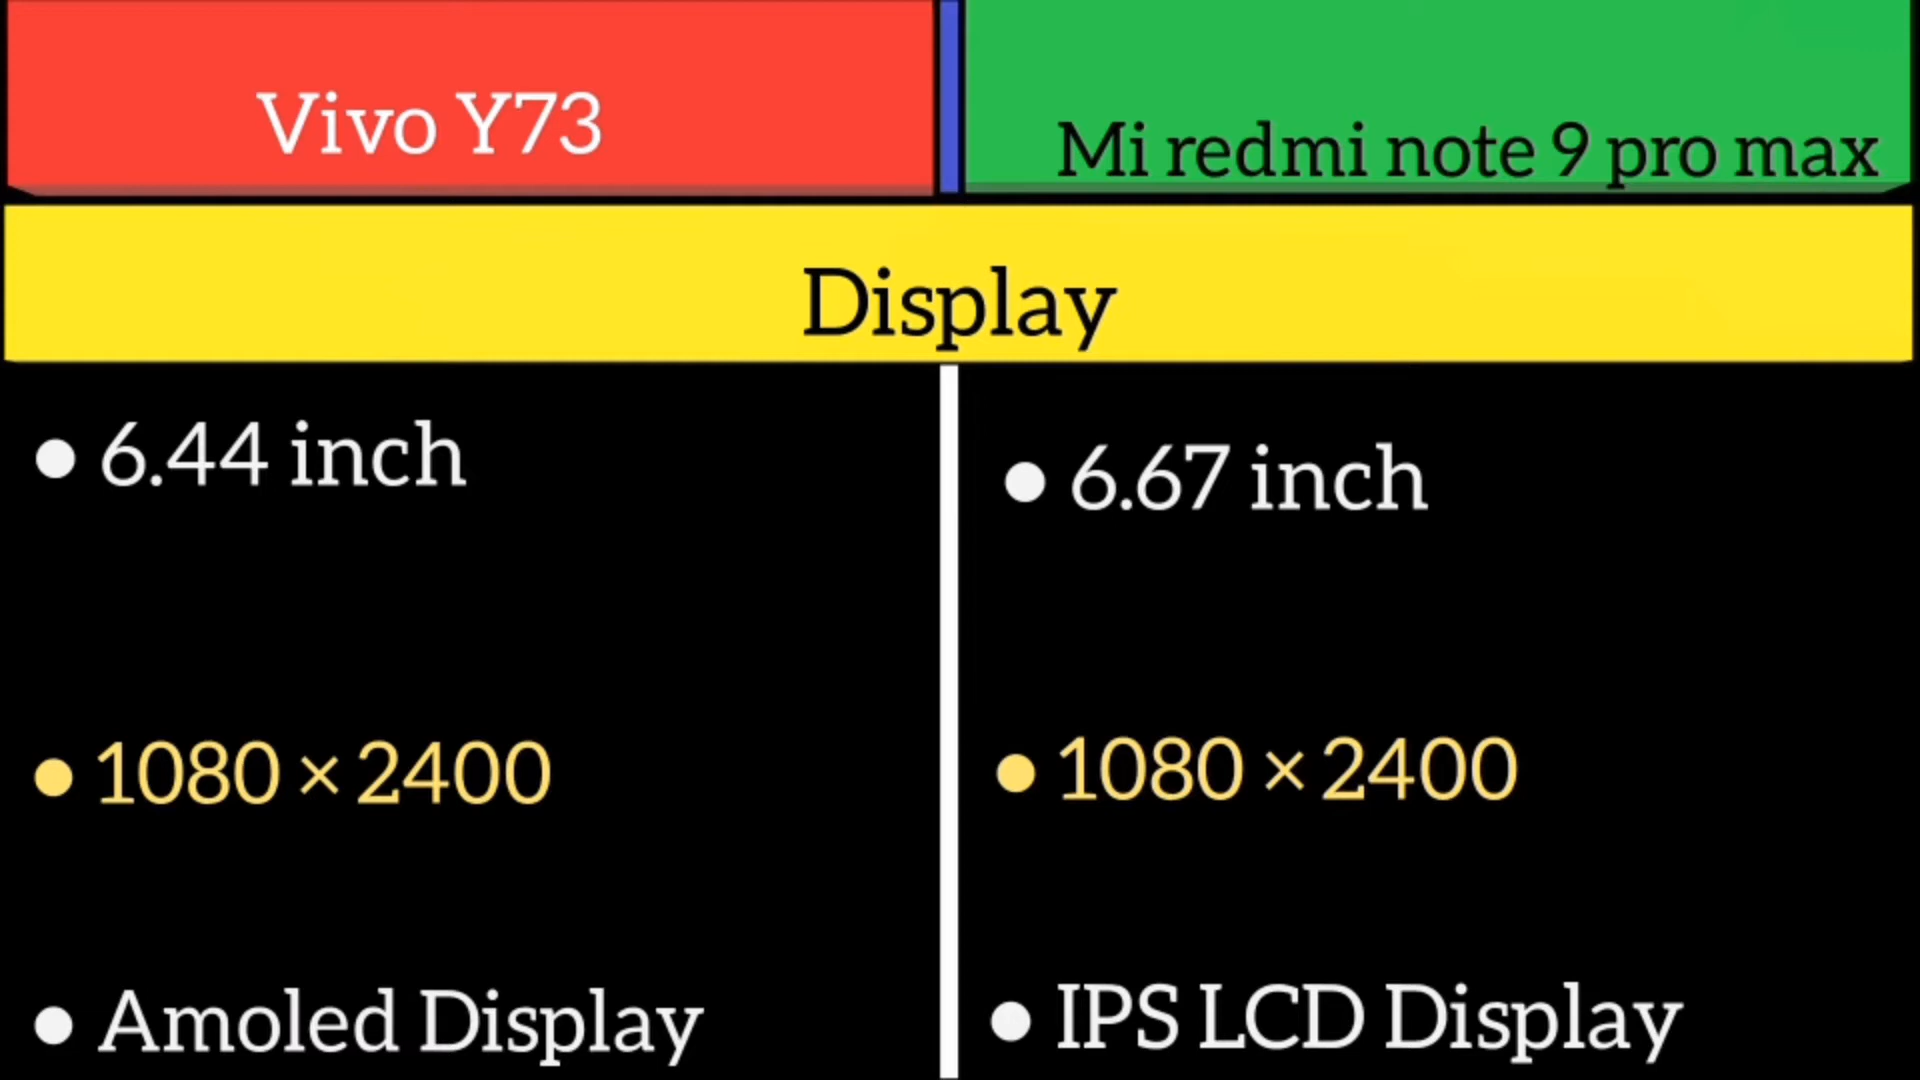 Vivo Y73
Mi redmi note 9 pro max
Display
• 6.44 inch
• 6.67 inch
• 1080 × 2400
• 1080 × 2400
• Amoled Display
• IPS LCD Display